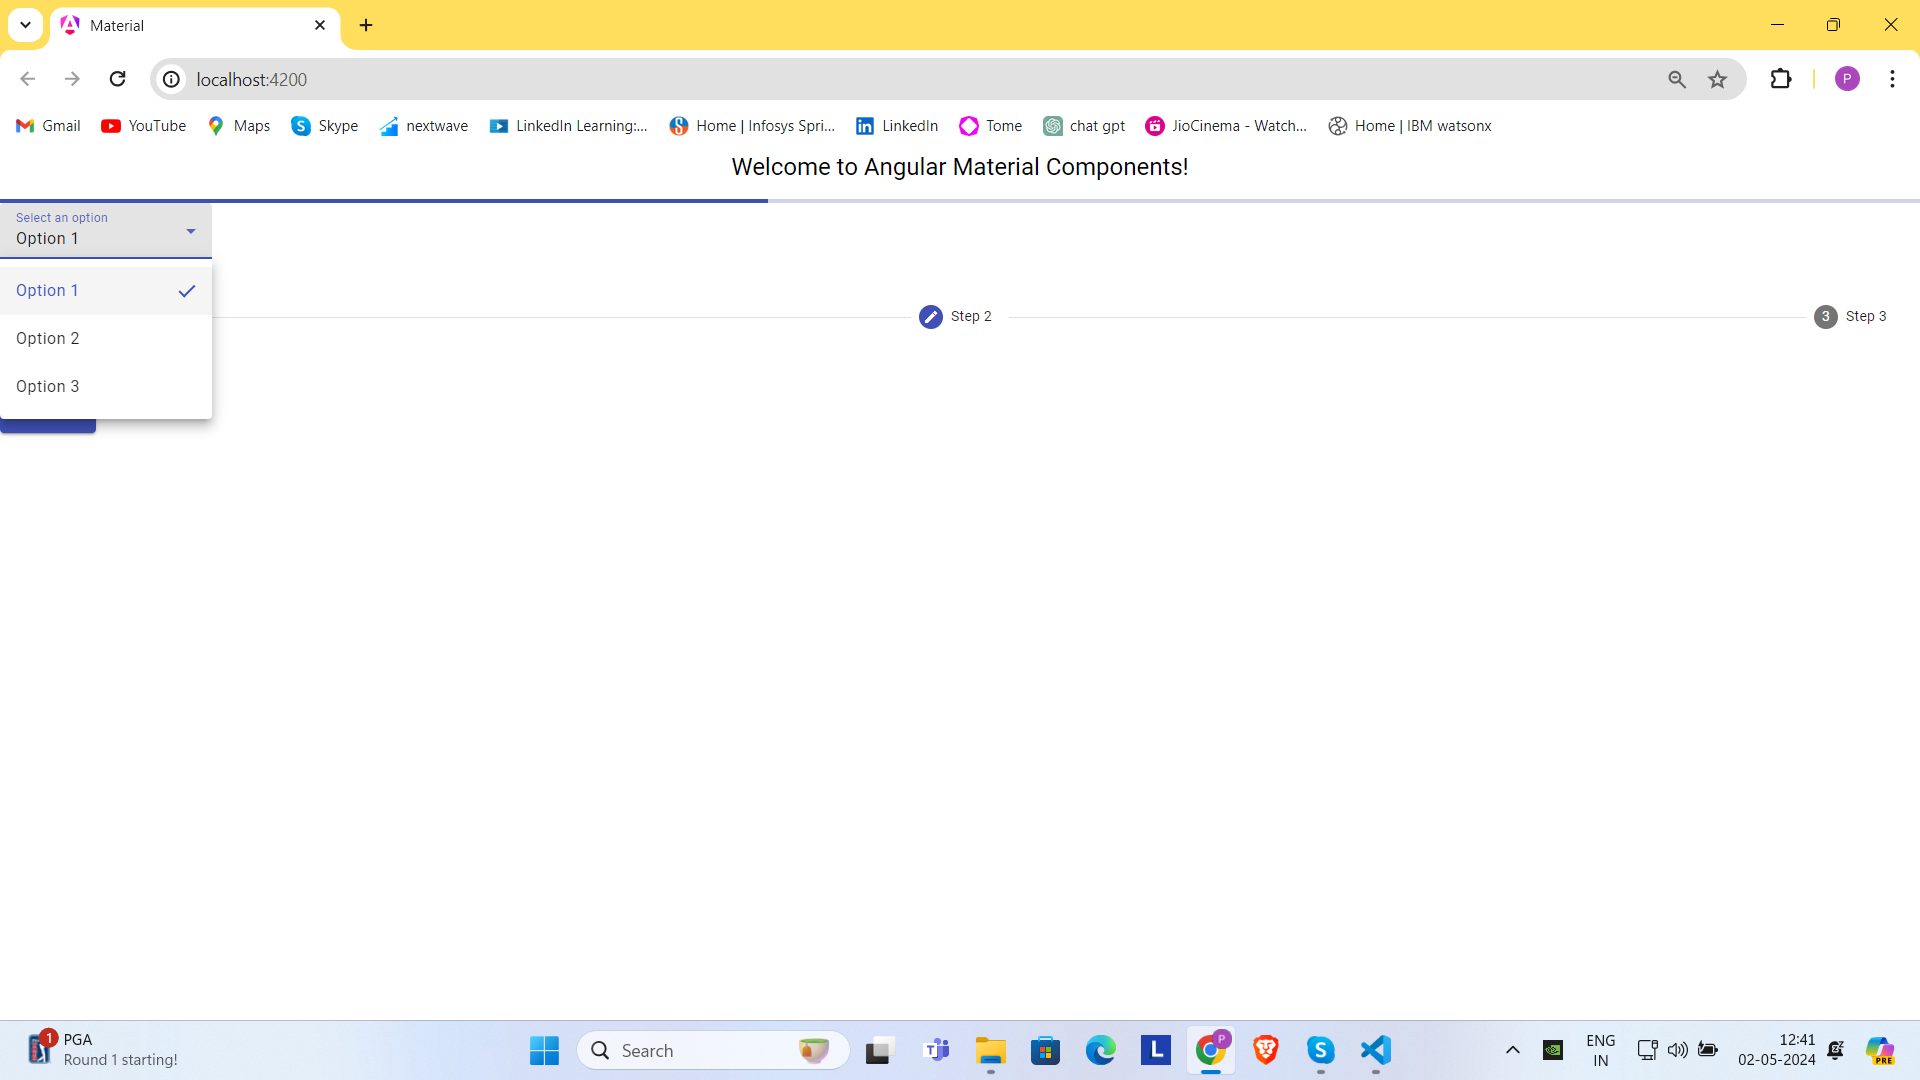 Material
localhost:4200
P
Gmail YouTube Maps Skype nextwave LinkedIn Learning:... Home | Infosys Spri... LinkedIn Tome chat gpt JioCinema - Watch... Home | IBM watsonx
Welcome to Angular Material Components!
Select an option
Option 1
Option 1
Option 2
Option 3
Step 2
3 Step 3
1
PGA
Round 1 starting!
Search
L
P
ENG
IN
12:41
02-05-2024
PRE